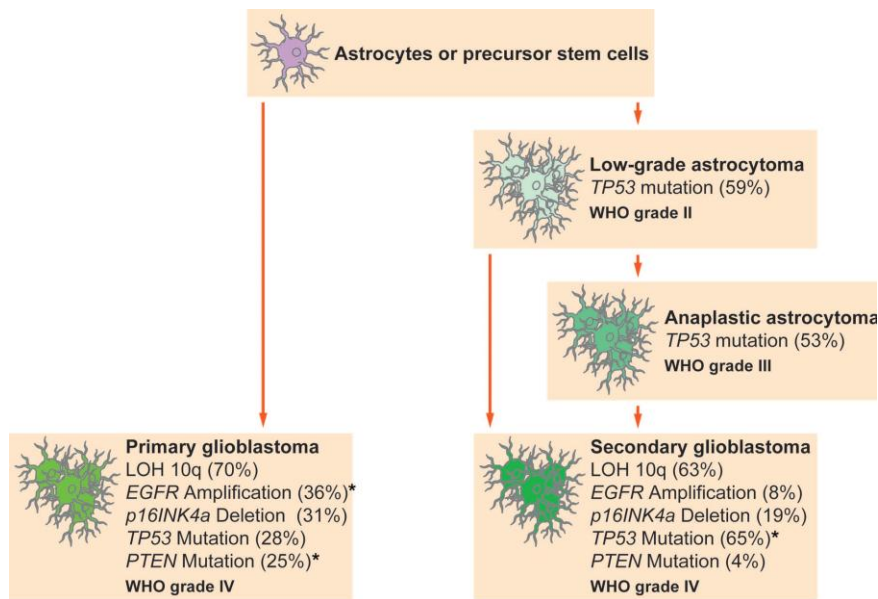 Astrocytes or precursor stem cells
Low-grade astrocytoma
TP53 mutation (59%)
WHO grade II
Anaplastic astrocytoma
TP53 mutation (53%)
WHO grade III
Primary glioblastoma
LOH 10q (70%)
EGFR Amplification (36%)*
p16INK4a Deletion (31%)
TP53 Mutation (28%)
PTEN Mutation (25%)*
WHO grade IV
Secondary glioblastoma
LOH 10q (63%)
EGFR Amplification (8%)
p16INK4a Deletion (19%)
TP53 Mutation (65%)*
PTEN Mutation (4%)
WHO grade IV